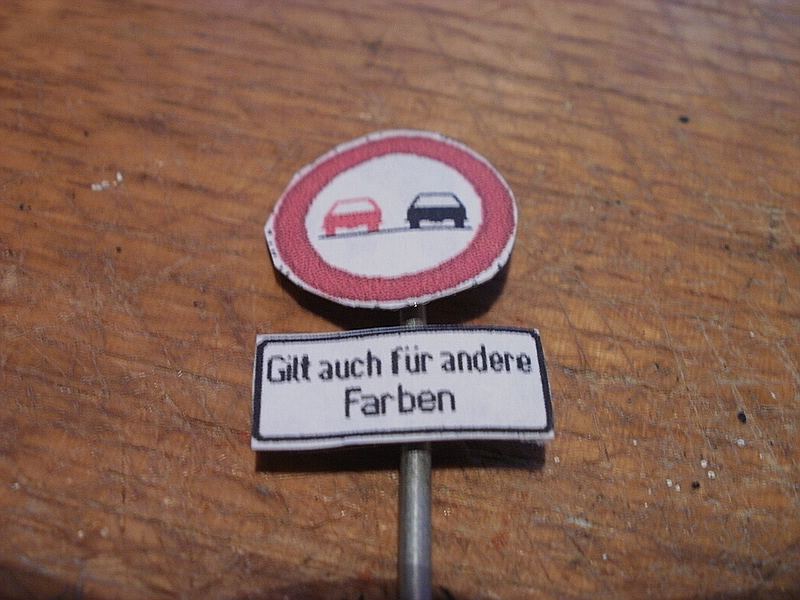 Gilt auch für andere
Farben